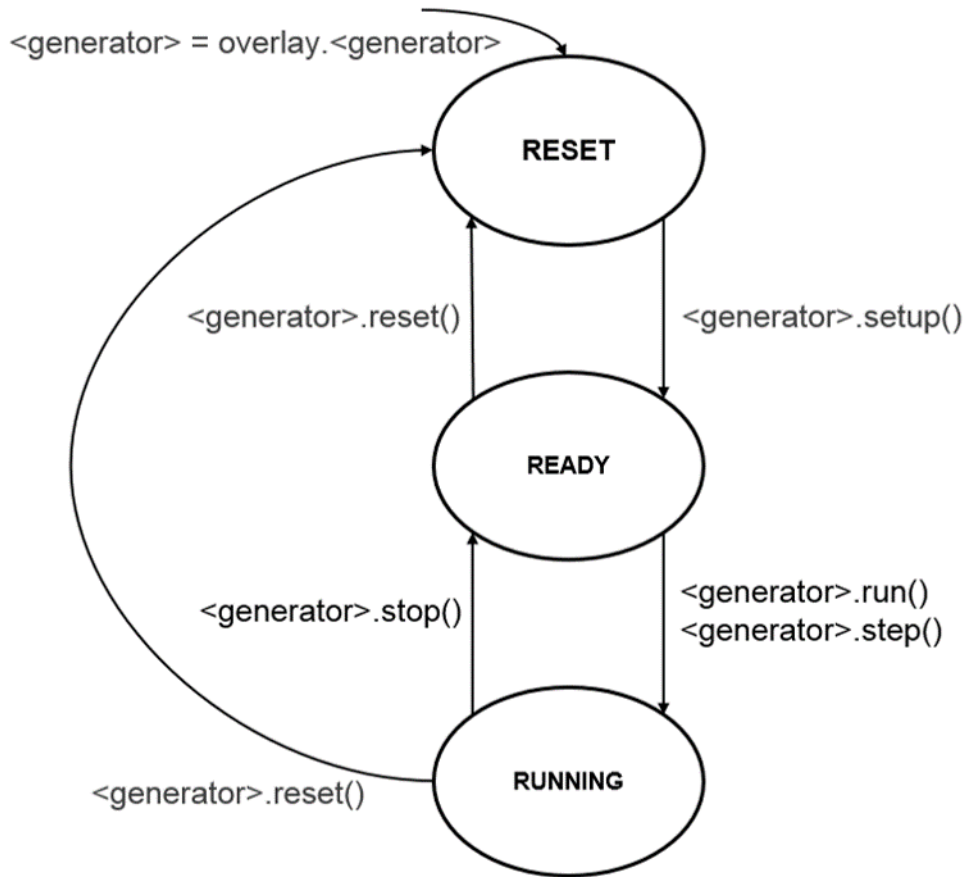 <generator> = overlay.<generator>
RESET
<generator>.reset()
<generator>.setup()
READY
<generator>.stop()
<generator>.run()
<generator>.step()
RUNNING
<generator>.reset()